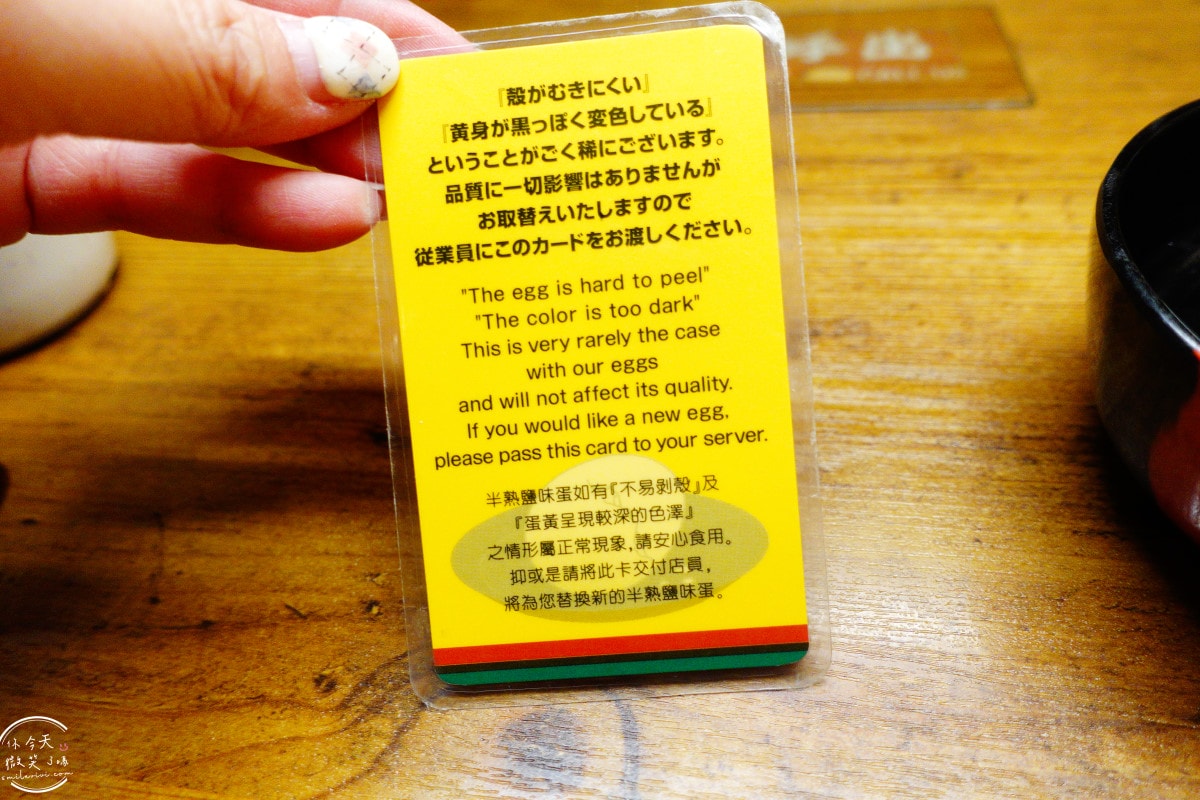 『殻がむきにくい』
『黄身が黒っぽく変色している』
ということがごく稀にございます。
品質に一切影響はありませんが
お取替えいたしますので
従業員にこのカードをお渡しください。
"The egg is hard to peel"
"The color is too dark"
This is very rarely the case
with our eggs
and will not affect its quality.
If you would like a new egg,
please pass this card to your server.
半熟鹽味蛋如有『不易剝殼』及
『蛋黃呈現較深的色澤』
之情形屬正常現象,請安心食用。
抑或是請將此卡交付店員,
將為您替換新的半熟鹽味蛋。
你今天
微笑了嗎
smilevivi.com